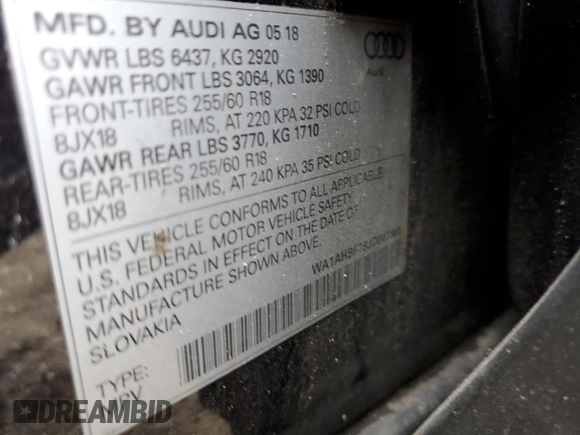 MFD. BY AUDI AG 05 18
GVWR LBS 6437, KG 2920
GAWR FRONT LBS 3064, KG 1390
FRONT-TIRES 255/60 R18
8JX18 RIMS, AT 220 KPA 32 PSI COLD
GAWR REAR LBS 3770, KG 1710
REAR-TIRES 255/60 R18
8JX18 RIMS, AT 240 KPA 35 PSI COLD
Audi
THIS VEHICLE CONFORMS TO ALL APPLICABLE
U.S. FEDERAL MOTOR VEHICLE SAFETY
STANDARDS IN EFFECT ON THE DATE OF
MANUFACTURE SHOWN ABOVE.
SLOVAKIA
TYPE:
MPV
DREAMBID